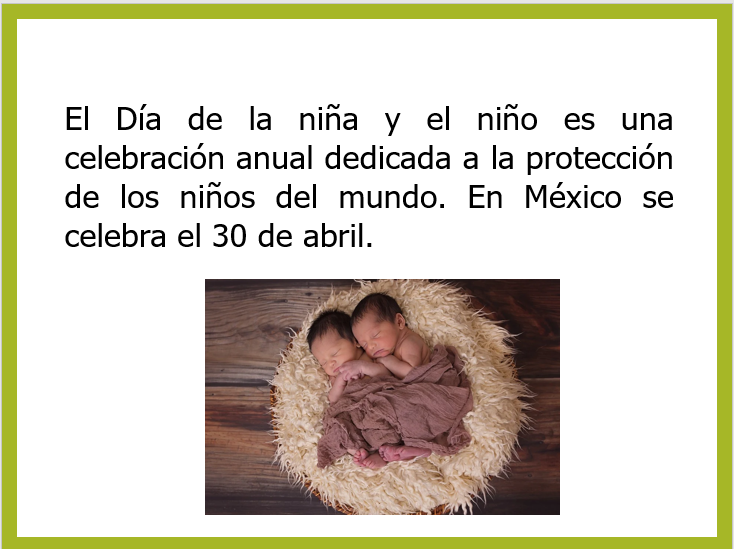 El Día de la niña y el niño es una
celebración anual dedicada a la protección
de los niños del mundo. En México se
celebra el 30 de abril.